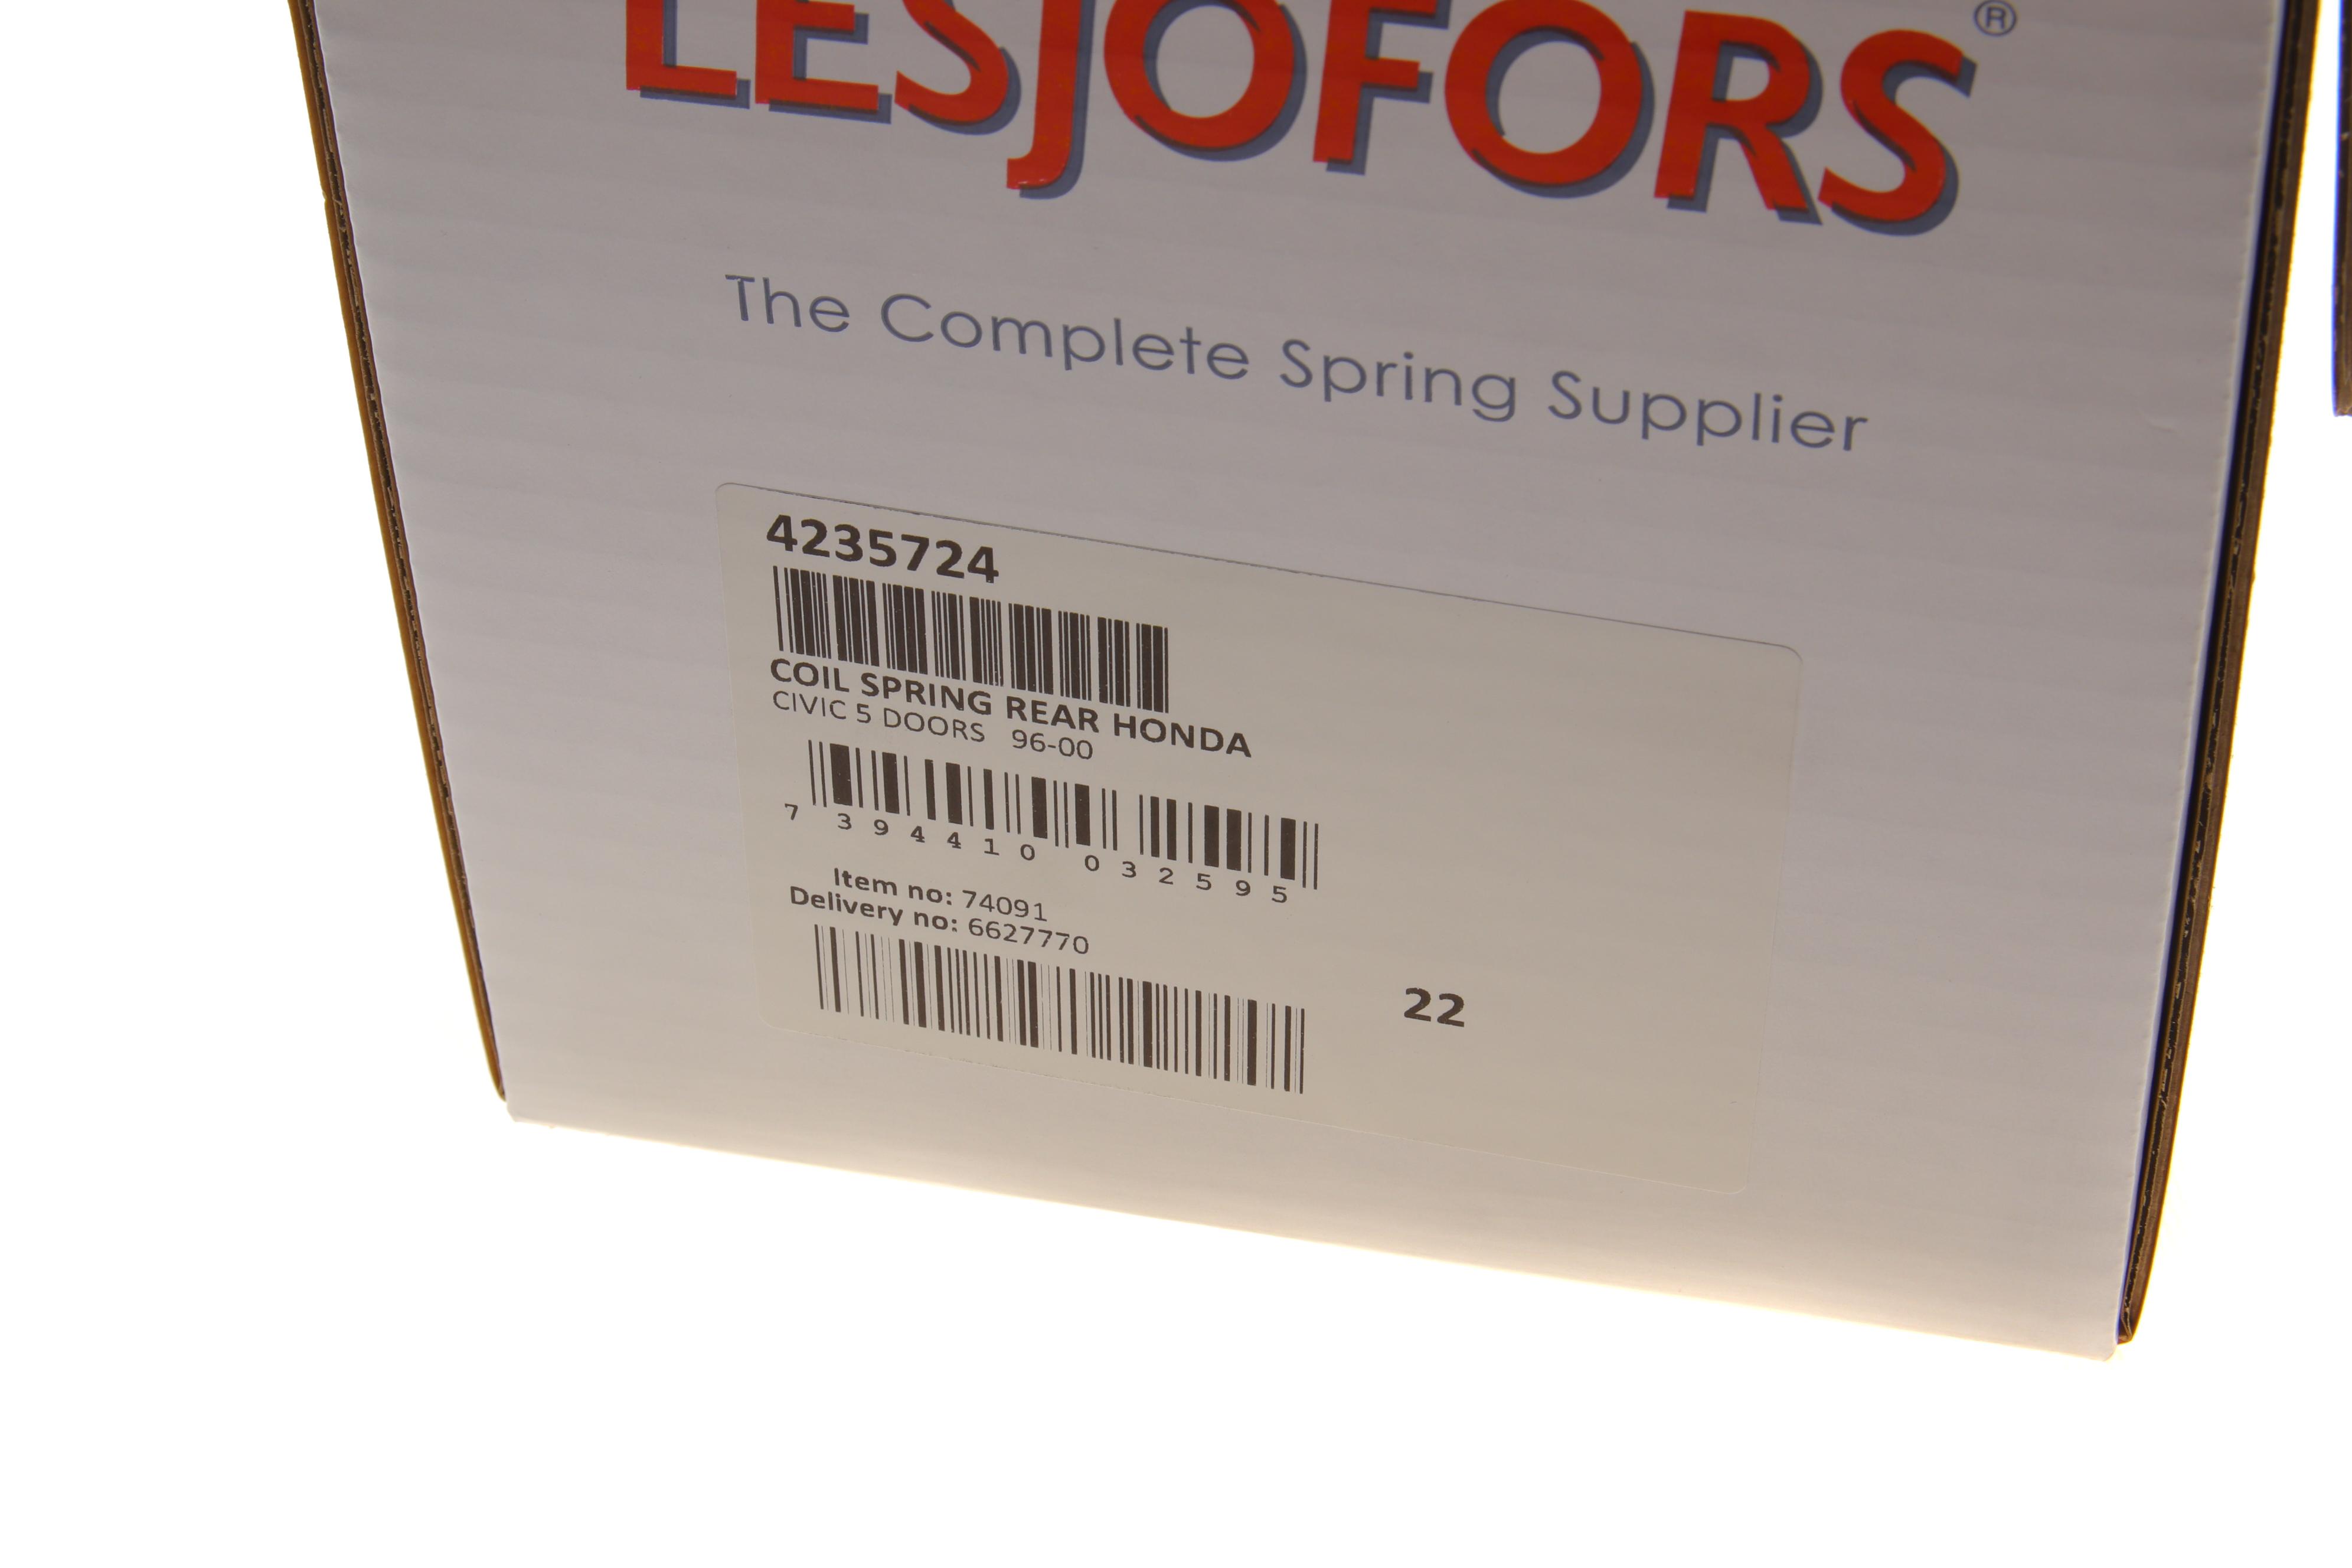 LESJOFORS®
The Complete Spring Supplier
4235724
COIL SPRING REAR HONDA
CIVIC 5 DOORS 96-00
7 394410 032595
Item no: 74091
Delivery no: 6627770
22